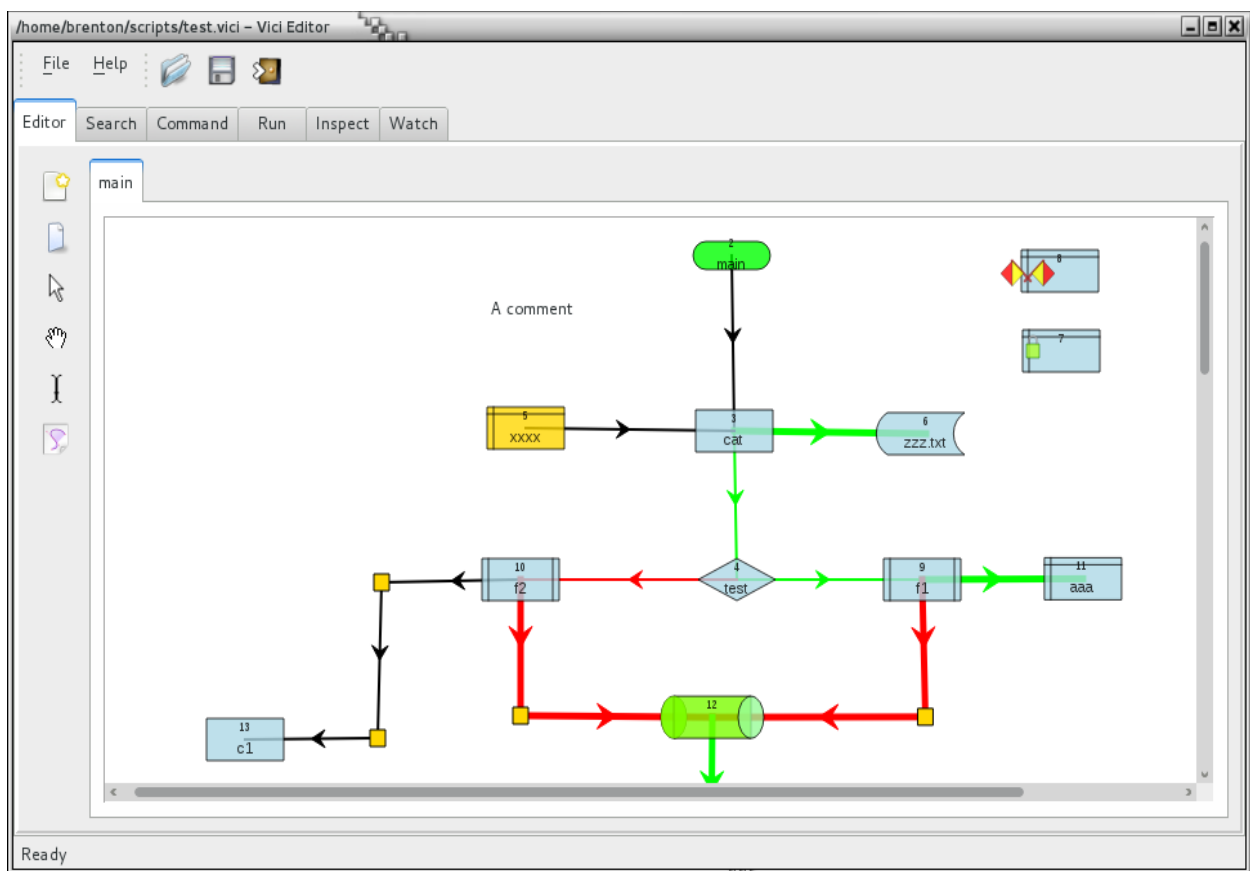 /home/brenton/scripts/test.vici – Vici Editor
File Help
Editor Search Command Run Inspect Watch
main
2
main
8
A comment
7
5
xxxx
3
cat
6
zzz.txt
10
f2
4
test
9
f1
11
aaa
12
13
c1
Ready